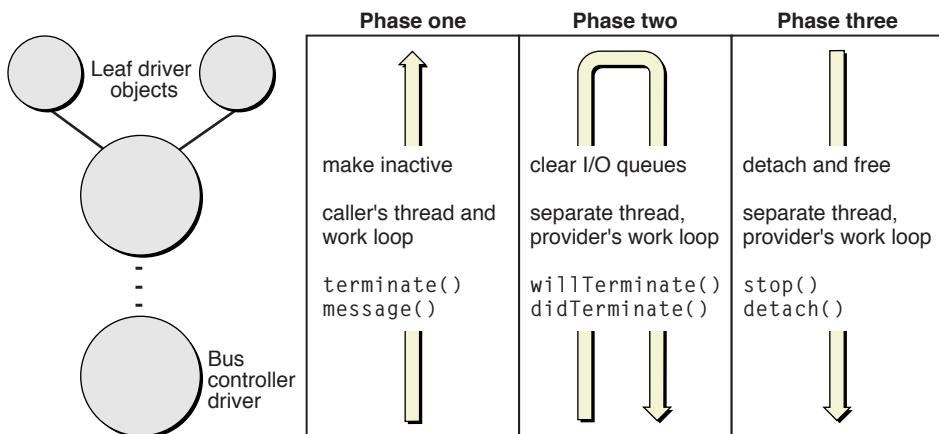 Phase one
Phase two
Phase three
Leaf driver
objects
Bus
controller
driver
make inactive
caller's thread and
work loop
terminate()
message()
clear I/O queues
separate thread,
provider's work loop
willTerminate()
didTerminate()
detach and free
separate thread,
provider's work loop
stop()
detach()